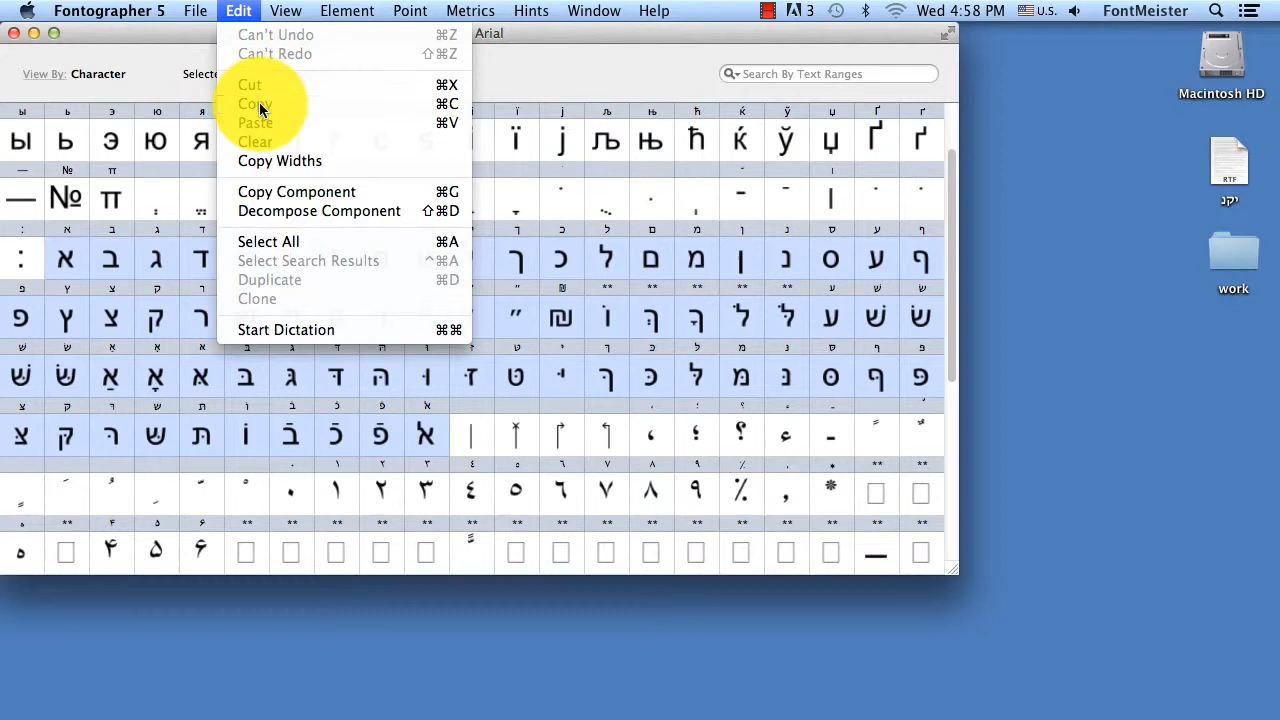 Fontographer 5 File Edit View Element Point Metrics Hints Window Help 3 Wed 4:58 PM U.S. FontMeister
Arial
View By: Character
Search By Text Ranges
Can't Undo ⌘Z
Can't Redo ⇧⌘Z
Cut ⌘X
Copy ⌘C
Paste ⌘V
Clear
Copy Widths
Copy Component ⌘G
Decompose Component ⇧⌘D
Select All ⌘A
Select Search Results ^⌘A
Duplicate ⌘D
Clone
Start Dictation ⌘⌘
ы ь э ю я ї ј љ њ ћ ќ ў џ Ґ ґ
— № π
: א ב ג ד ך כ ל ם מ ן נ ס ע ף
פ ץ צ ק ר ״ ₪ וֹ ךְ ךָ ע שׁ שׂ
שּׁ שּׂ אַ אָ אּ בּ גּ דּ הּ וּ זּ טּ יּ ךּ כּ לּ מּ נּ סּ ףּ פּ
צּ קּ רּ שּ תּ וֹ בֿ כֿ פֿ ، ؛ ؟ ء ـ
٠ ١ ٢ ٣ ٤ ٥ ٦ ٧ ٨ ٩ ٪
۴ ۵ ۶
Macintosh HD
RTF
יקנ
work